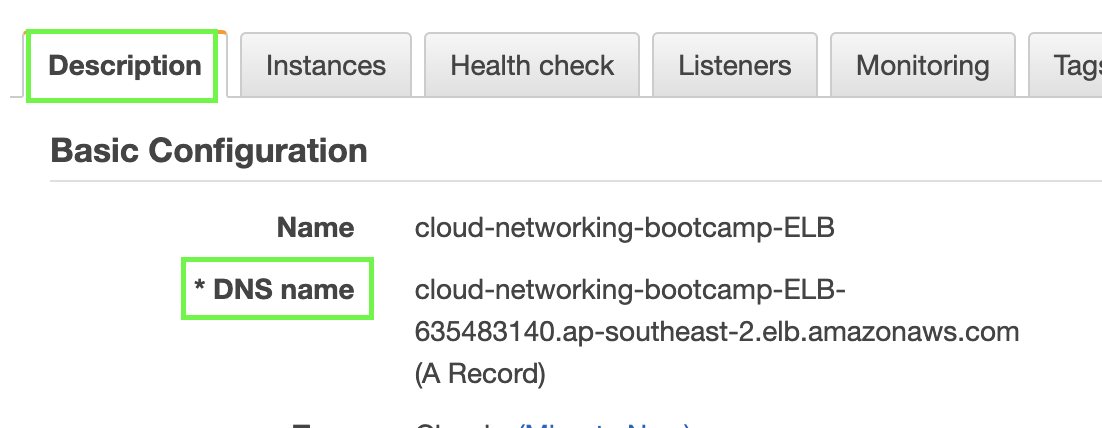 Description Instances Health check Listeners Monitoring Tags
Basic Configuration
Name cloud-networking-bootcamp-ELB
* DNS name cloud-networking-bootcamp-ELB-
635483140.ap-southeast-2.elb.amazonaws.com
(A Record)